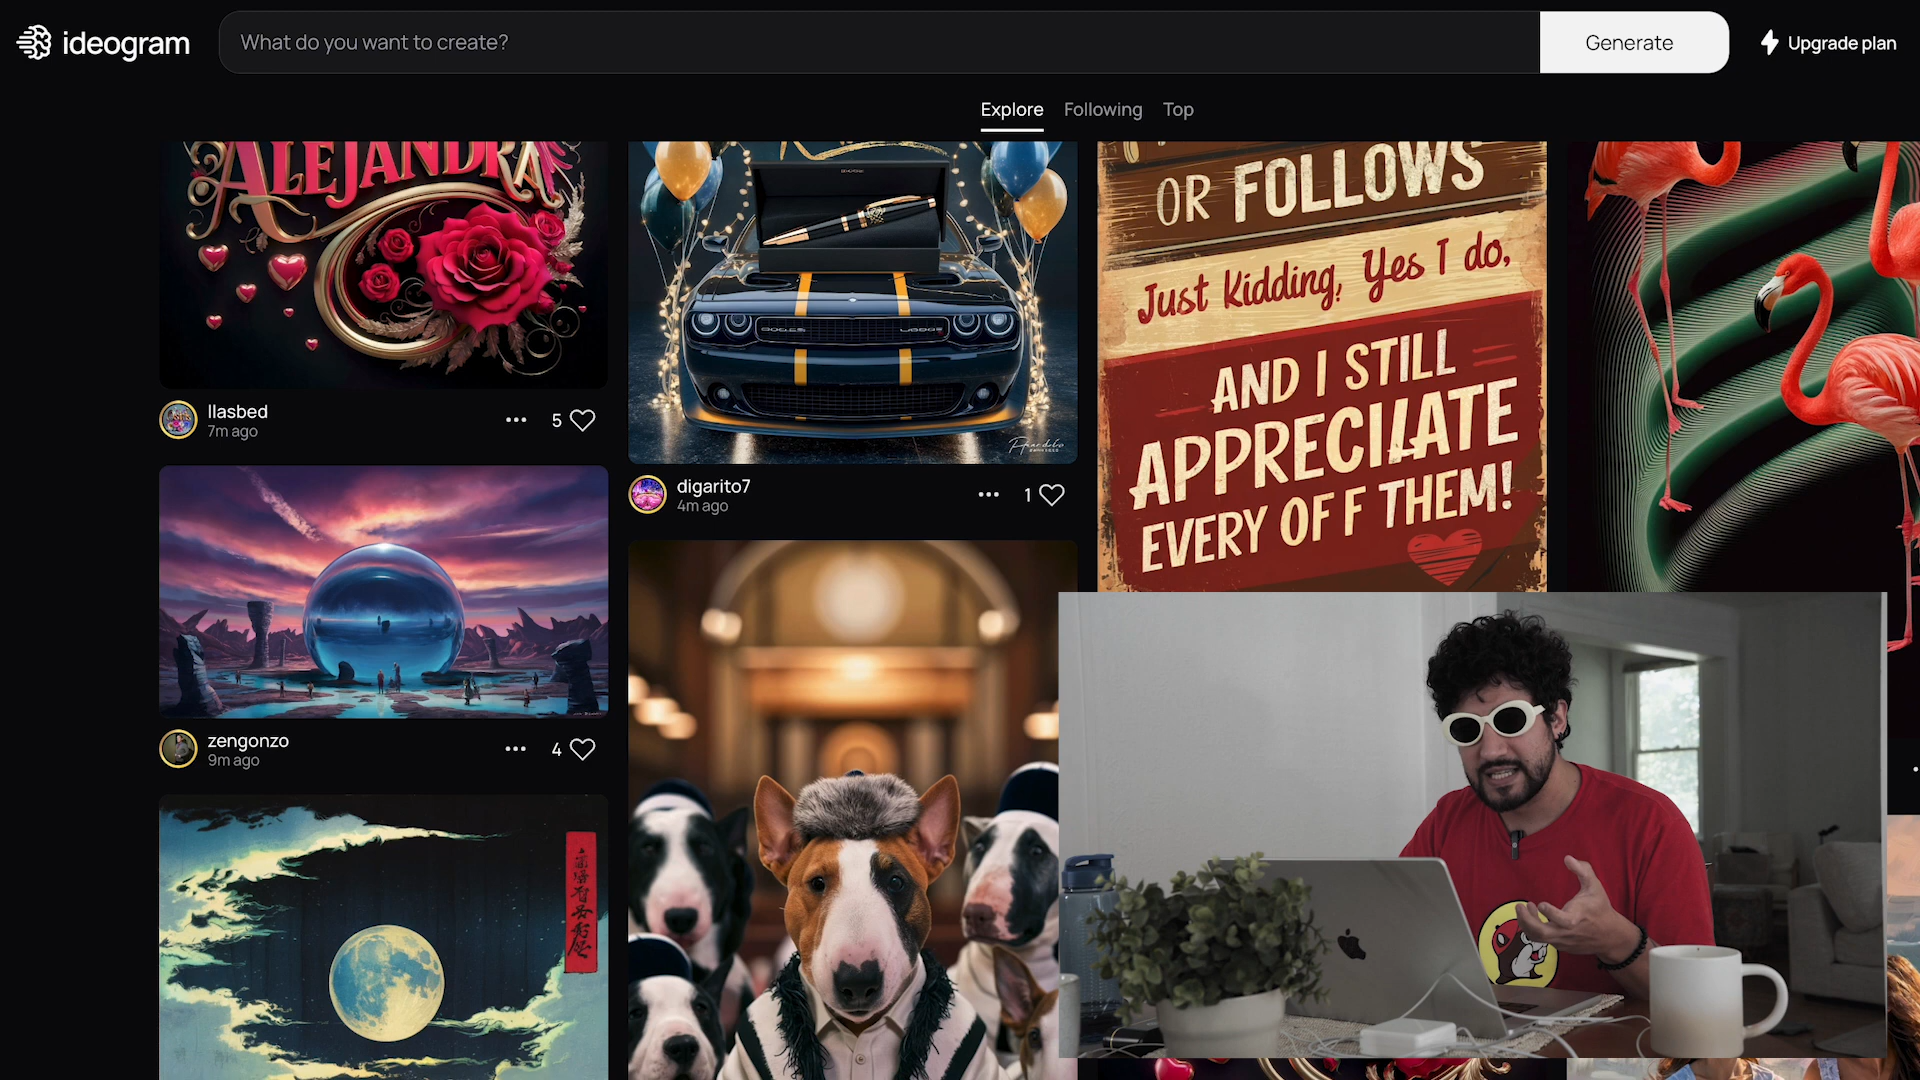 ideogram
What do you want to create?
Generate
Upgrade plan
Explore
Following
Top
ALEJANDRA
llasbed
7m ago
5
digarito7
4m ago
1
OR FOLLOWS
Just Kidding, Yes I do,
AND I STILL
APPRECIIATE
EVERY OF F THEM!
zengonzo
9m ago
4